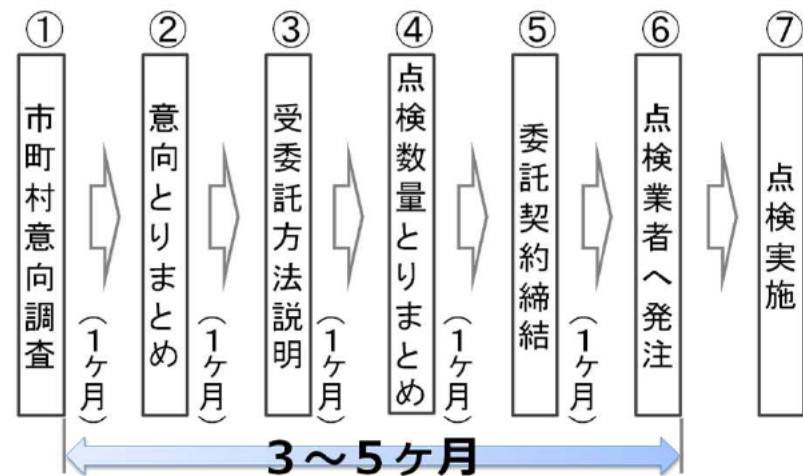 ①
市町村意向調査
(1ヶ月)
②
意向とりまとめ
(1ヶ月)
③
受委託方法説明
(1ヶ月)
④
点検数量とりまとめ
(1ヶ月)
⑤
委託契約締結
(1ヶ月)
⑥
点検業者へ発注
⑦
点検実施
3～5ヶ月